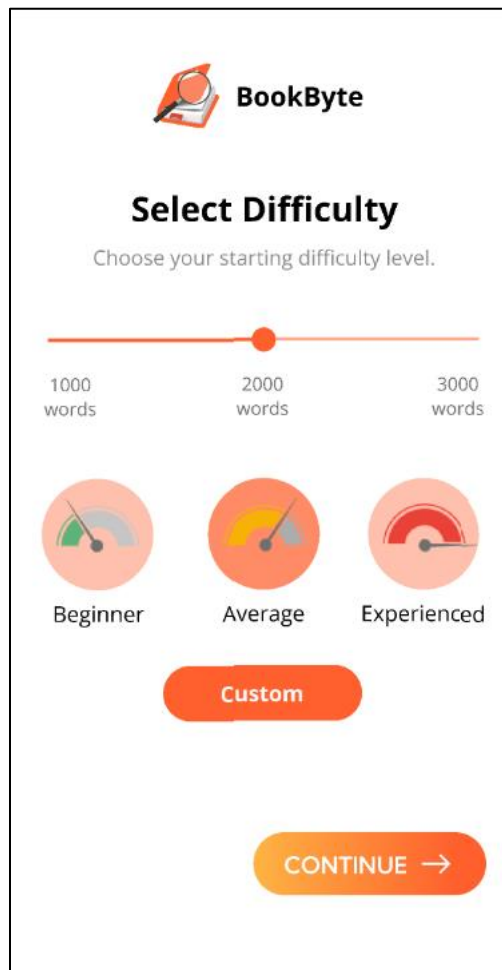 BookByte
Select Difficulty
Choose your starting difficulty level.
1000 2000 3000
words words words
Beginner Average Experienced
Custom
CONTINUE →